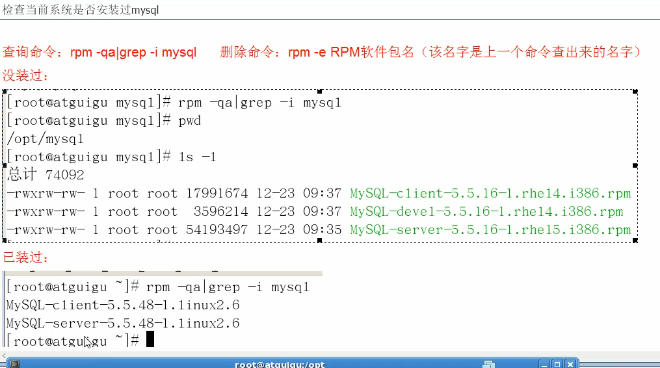 检查当前系统是否安装过mysql
查询命令：rpm -qa|grep -i mysql 删除命令：rpm -e RPM软件包名（该名字是上一个命令查出来的名字）
没装过：
[root@atguigu mysql]# rpm -qa|grep -i mysql
[root@atguigu mysql]# pwd
/opt/mysql
[root@atguigu mysql]# ls -l
总计 74092
-rwxrw-rw- 1 root root 17991674 12-23 09:37 MySQL-client-5.5.16-1.rhel4.i386.rpm
-rwxrw-rw- 1 root root 3596214 12-23 09:37 MySQL-devel-5.5.16-1.rhel4.i386.rpm
-rwxrw-rw- 1 root root 54193497 12-23 09:35 MySQL-server-5.5.16-1.rhel5.i386.rpm
已装过：
[root@atguigu ~]# rpm -qa|grep -i mysql
MySQL-client-5.5.48-1.linux2.6
MySQL-server-5.5.48-1.linux2.6
[root@atguigu ~]#
root@atguigu:/opt